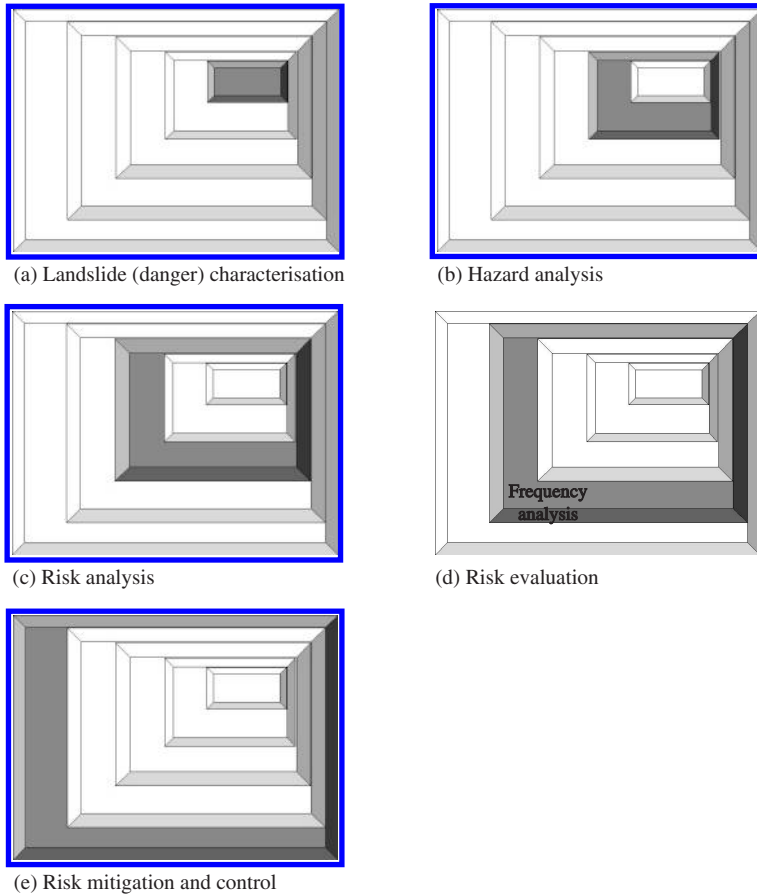 (a) Landslide (danger) characterisation
(b) Hazard analysis
(c) Risk analysis
Frequency
analysis
(d) Risk evaluation
(e) Risk mitigation and control